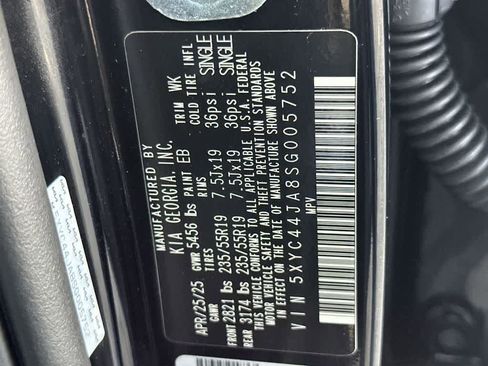 MANUFACTURED BY
KIA GEORGIA, INC.
APR/25/25 GVWR 5456 lbs PAINT EB TRIM WK
GAWR TIRES RIMS COLD TIRE INFL
FRONT 2821 lbs 235/55R19 7.5Jx19 36psi SINGLE
REAR 3174 lbs 235/55R19 7.5Jx19 36psi SINGLE
THIS VEHICLE CONFORMS TO ALL APPLICABLE U.S.A. FEDERAL
MOTOR VEHICLE SAFETY AND THEFT PREVENTION STANDARDS
IN EFFECT ON THE DATE OF MANUFACTURE SHOWN ABOVE
VIN 5XYC44JA8SG005752
MPV